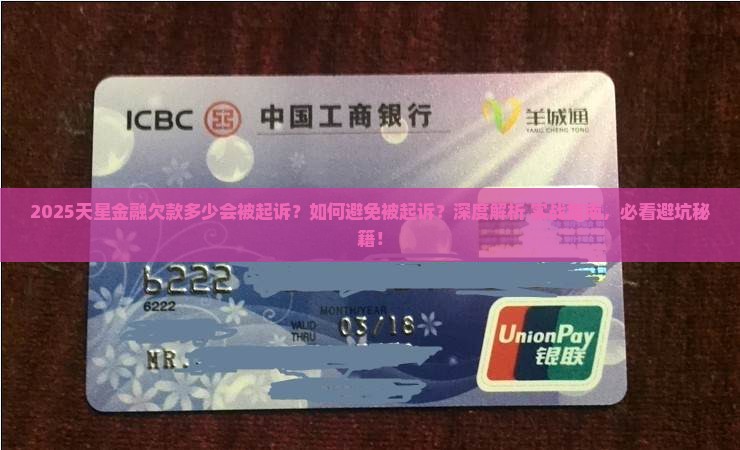 ICBC 中国工商银行 羊城通
YANG CHENG TONG
2025天星金融欠款多少会被起诉？如何避免被起诉？深度解析 必看避坑秘
籍！
6222
6222
MONTH/YEAR
VALID THRU 03/18
MR.
UnionPay
银联